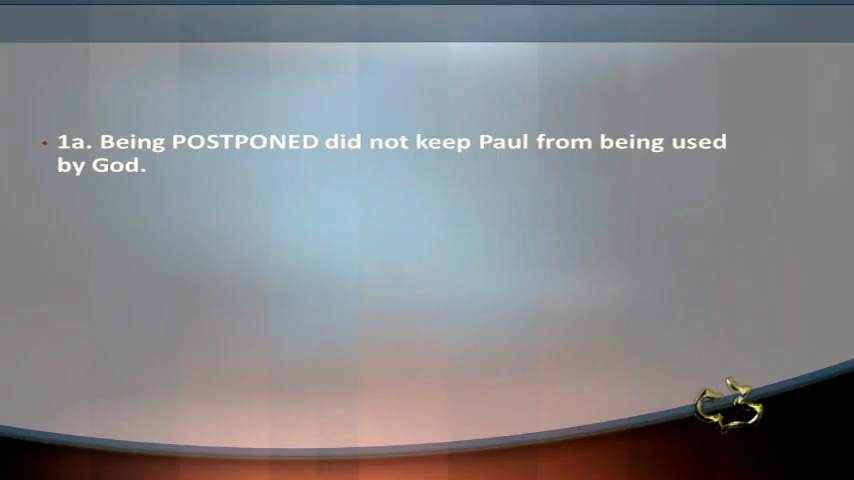 • 1a. Being POSTPONED did not keep Paul from being used
by God.